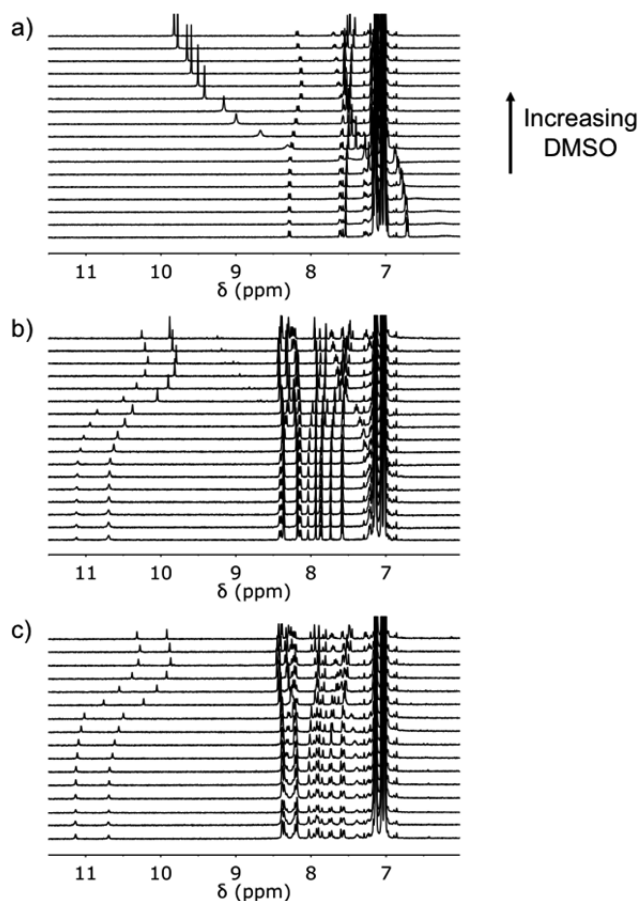 a)
Increasing
DMSO
11 10 9 8 7
δ (ppm)
b)
11 10 9 8 7
δ (ppm)
c)
11 10 9 8 7
δ (ppm)